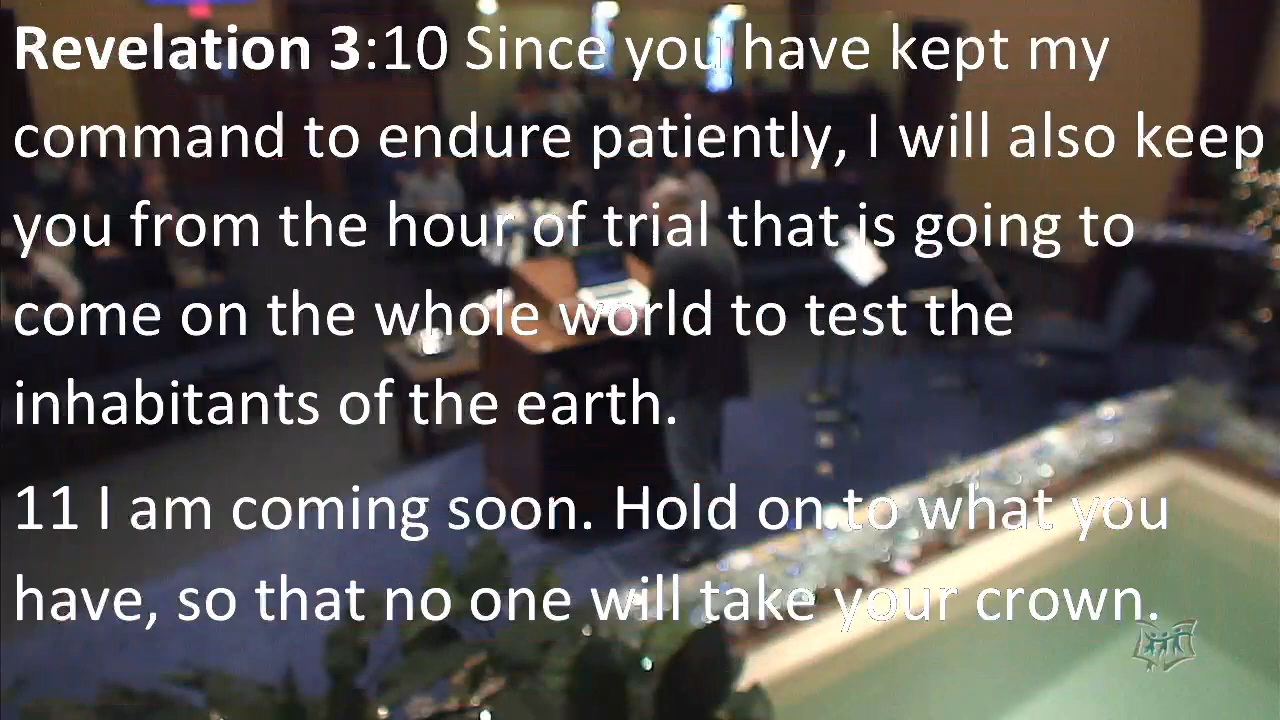 Revelation 3:10 Since you have kept my
command to endure patiently, I will also keep
you from the hour of trial that is going to
come on the whole world to test the
inhabitants of the earth.
11 I am coming soon. Hold on to what you
have, so that no one will take your crown.